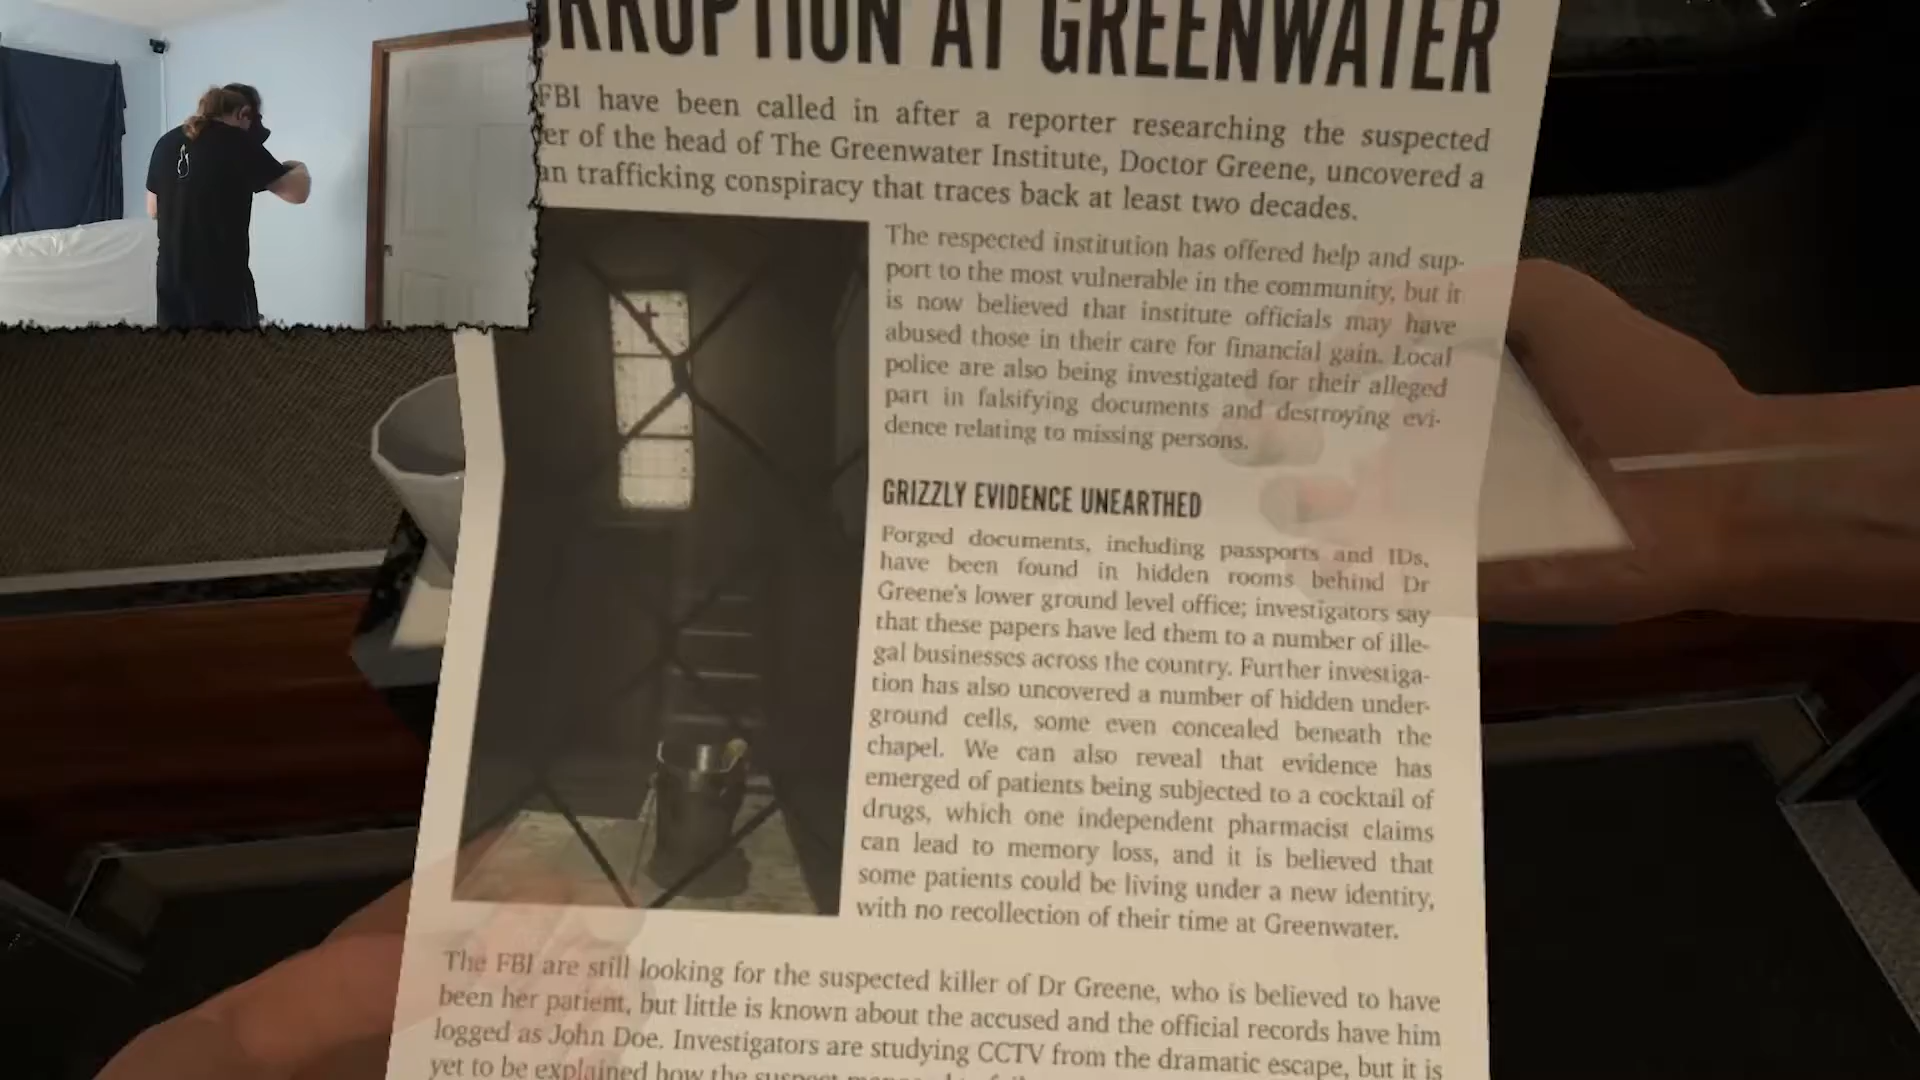 RRUPTION AT GREENWATER
FBI have been called in after a reporter researching the suspected
er of the head of The Greenwater Institute, Doctor Greene, uncovered a
an trafficking conspiracy that traces back at least two decades.
The respected institution has offered help and sup-
port to the most vulnerable in the community, but it
is now believed that institute officials may have
abused those in their care for financial gain. Local
police are also being investigated for their alleged
part in falsifying documents and destroying evi-
dence relating to missing persons.
GRIZZLY EVIDENCE UNEARTHED
Forged documents, including passports and IDs,
have been found in hidden rooms behind Dr
Greene's lower ground level office; investigators say
that these papers have led them to a number of ille-
gal businesses across the country. Further investiga-
tion has also uncovered a number of hidden under-
ground cells, some even concealed beneath the
chapel. We can also reveal that evidence has
emerged of patients being subjected to a cocktail of
drugs, which one independent pharmacist claims
can lead to memory loss, and it is believed that
some patients could be living under a new identity,
with no recollection of their time at Greenwater.
The FBI are still looking for the suspected killer of Dr Greene, who is believed to have
been her patient, but little is known about the accused and the official records have him
logged as John Doe. Investigators are studying CCTV from the dramatic escape, but it is
yet to be explained how the suspect